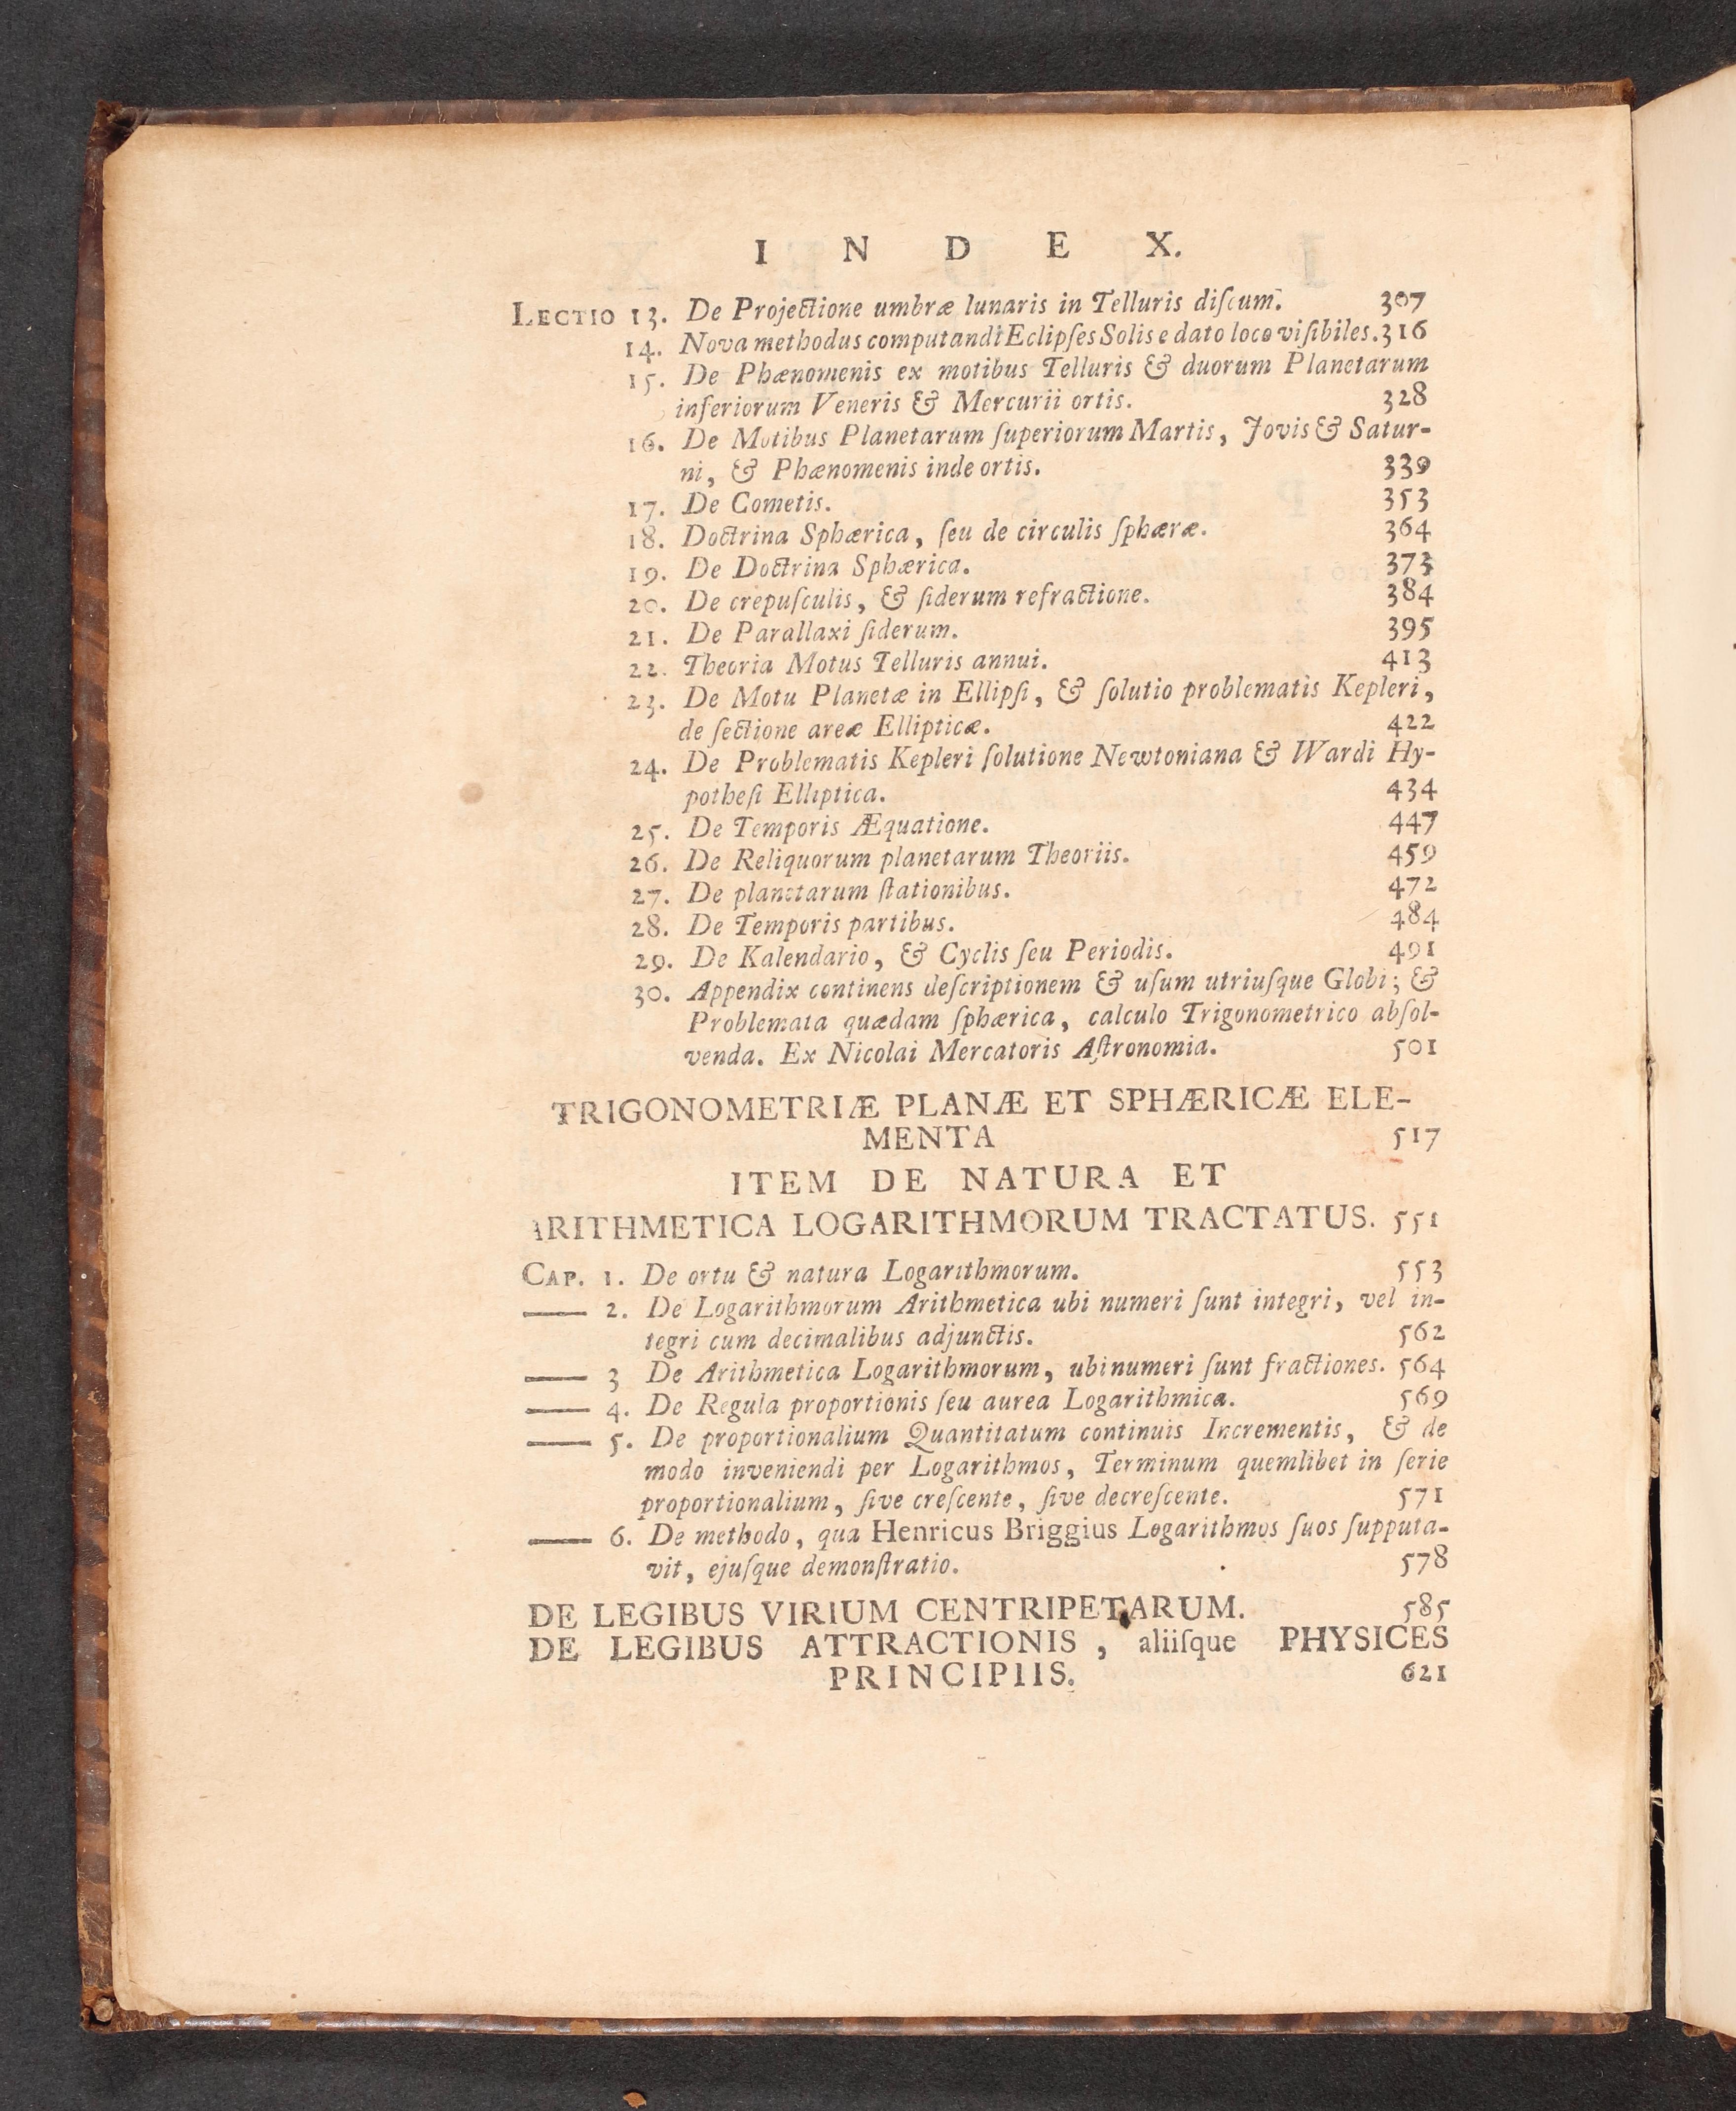 INDEX.
LECTIO 13. De Projectione umbræ lunaris in Telluris diſcum. 307
14. Nova methodus computandi Eclipſes Solis e dato loco viſibiles. 316
15. De Phænomenis ex motibus Telluris & duorum Planetarum
inferiorum Veneris & Mercurii ortis. 328
16. De Motibus Planetarum ſuperiorum Martis, Jovis & Satur-
ni, & Phænomenis inde ortis. 339
17. De Cometis. 353
18. Doctrina Sphærica, ſeu de circulis ſphæræ. 364
19. De Doctrina Sphærica. 373
20. De crepuſculis, & ſiderum refractione. 384
21. De Parallaxi ſiderum. 395
22. Theoria Motus Telluris annui. 413
23. De Motu Planetæ in Ellipſi, & ſolutio problematis Kepleri,
de ſectione areæ Ellipticæ. 422
24. De Problematis Kepleri ſolutione Newtoniana & Wardi Hy-
potheſi Elliptica. 434
25. De Temporis Æquatione. 447
26. De Reliquorum planetarum Theoriis. 459
27. De planetarum ſtationibus. 472
28. De Temporis partibus. 484
29. De Kalendario, & Cyclis ſeu Periodis. 491
30. Appendix continens deſcriptionem & uſum utriuſque Globi; &
Problemata quædam ſphærica, calculo Trigonometrico abſol-
venda. Ex Nicolai Mercatoris Aſtronomia. 501
TRIGONOMETRIÆ PLANÆ ET SPHÆRICÆ ELE-
MENTA 517
ITEM DE NATURA ET
ARITHMETICA LOGARITHMORUM TRACTATUS. 551
CAP. 1. De ortu & natura Logarithmorum. 553
—— 2. De Logarithmorum Arithmetica ubi numeri ſunt integri, vel in-
tegri cum decimalibus adjunctis. 562
—— 3 De Arithmetica Logarithmorum, ubi numeri ſunt fractiones. 564
—— 4. De Regula proportionis ſeu aurea Logarithmica. 569
—— 5. De proportionalium Quantitatum continuis Incrementis, & de
modo inveniendi per Logarithmos, Terminum quemlibet in ſerie
proportionalium, ſive creſcente, ſive decreſcente. 571
—— 6. De methodo, qua Henricus Briggius Logarithmos ſuos ſupputa-
vit, ejuſque demonſtratio. 578
DE LEGIBUS VIRIUM CENTRIPETARUM. 585
DE LEGIBUS ATTRACTIONIS, aliiſque PHYSICES
PRINCIPIIS. 621